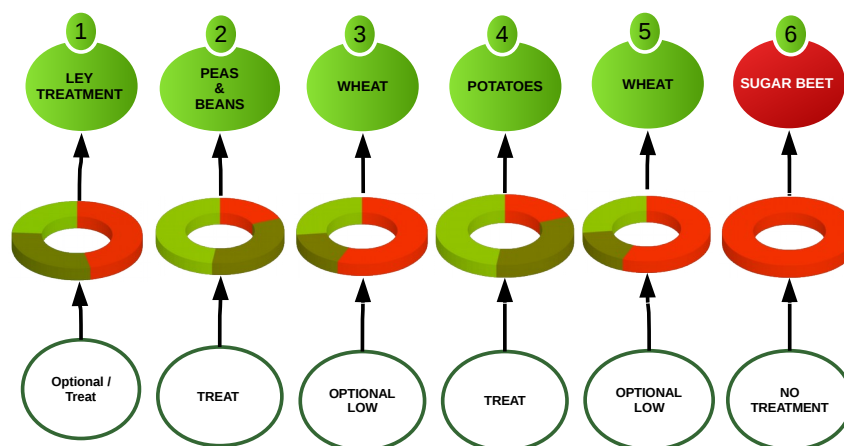 1
2
3
4
5
6
LEY
TREATMENT
PEAS
&
BEANS
WHEAT
POTATOES
WHEAT
SUGAR BEET
Optional /
Treat
TREAT
OPTIONAL
LOW
TREAT
OPTIONAL
LOW
NO
TREATMENT